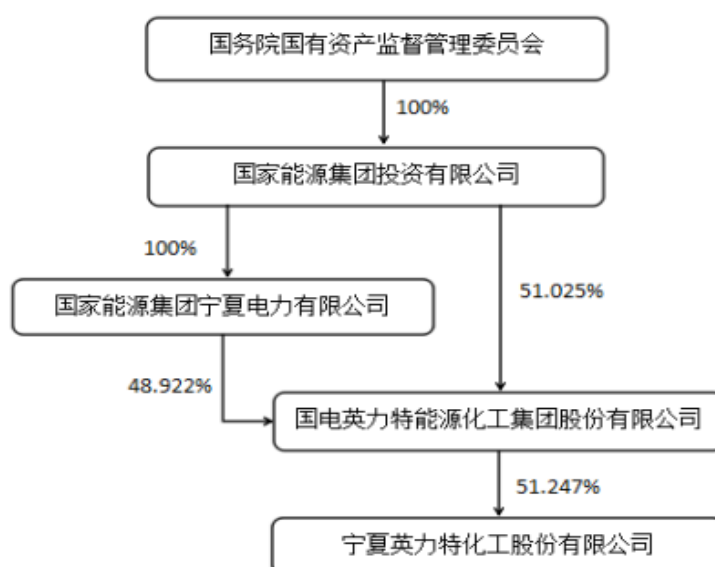 国务院国有资产监督管理委员会
100%
国家能源集团投资有限公司
100%
51.025%
国家能源集团宁夏电力有限公司
48.922%
国电英力特能源化工集团股份有限公司
51.247%
宁夏英力特化工股份有限公司